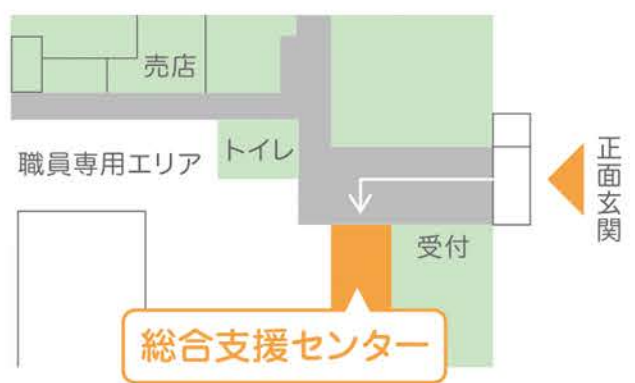 売店
トイレ
職員専用エリア
正面玄関
受付
総合支援センター